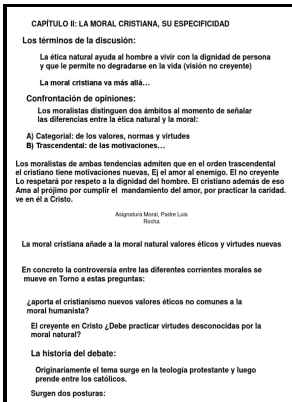 CAPÍTULO II: LA MORAL CRISTIANA, SU ESPECIFICIDAD
Los términos de la discusión:
La ética natural ayuda al hombre a vivir con la dignidad de persona
y que le permite no degradarse en la vida (visión no creyente)
La moral cristiana va más allá…
Confrontación de opiniones:
Los moralistas distinguen dos ámbitos al momento de señalar
las diferencias entre la ética natural y la moral:
A) Categorial: de los valores, normas y virtudes
B) Trascendental: de las motivaciones…
Los moralistas de ambas tendencias admiten que en el orden trascendental
el cristiano tiene motivaciones nuevas, Ej el amor al enemigo. El no creyente
Lo respetará por respeto a la dignidad del hombre. El cristiano además de eso
Ama al prójimo por cumplir el mandamiento del amor, por practicar la caridad.
ve en él a Cristo.
Asignatura Moral, Padre Luis
Rocha
La moral cristiana añade a la moral natural valores éticos y virtudes nuevas
En concreto la controversia entre las diferentes corrientes morales se
mueve en Torno a estas preguntas:
¿aporta el cristianismo nuevos valores éticos no comunes a la
moral humanista?
El creyente en Cristo ¿Debe practicar virtudes desconocidas por la
moral natural?
La historia del debate:
Originariamente el tema surge en la teología protestante y luego
prende entre los católicos.
Surgen dos posturas: